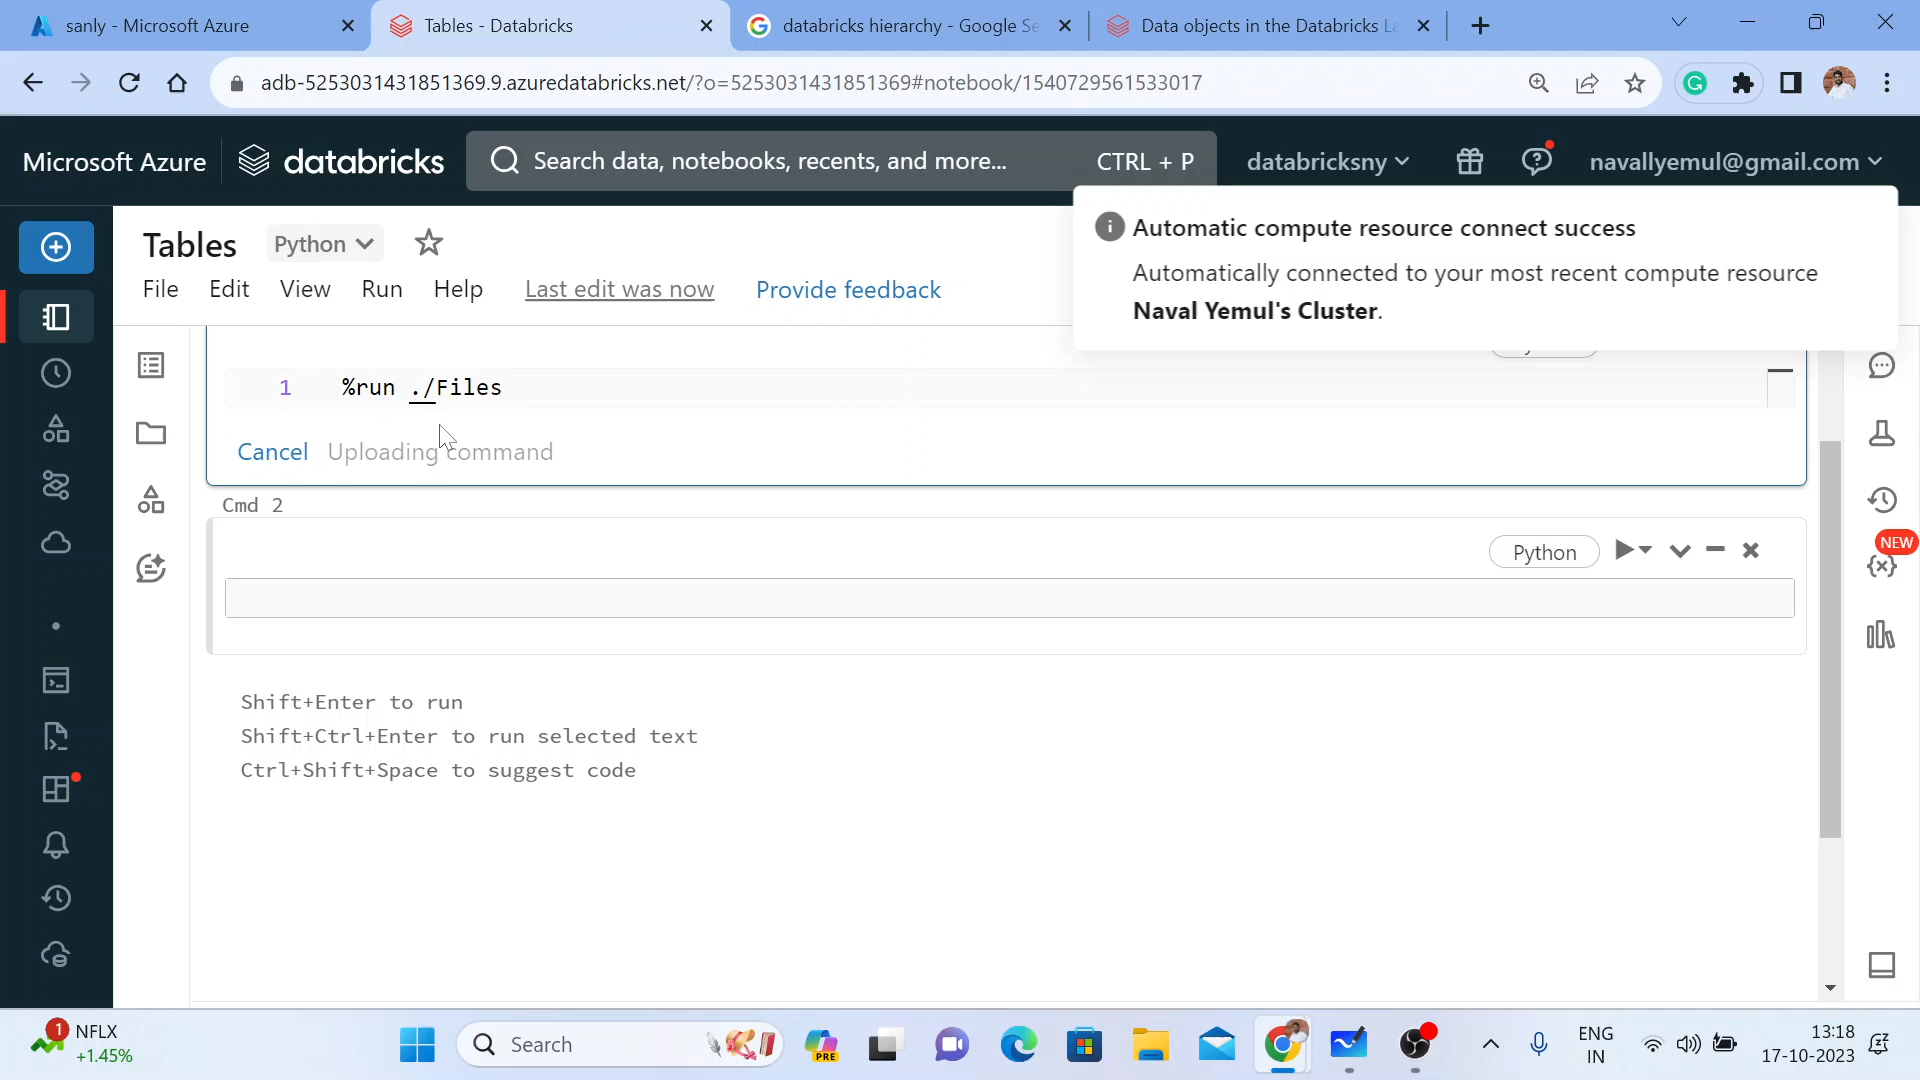 sanly - Microsoft Azure
Tables - Databricks
databricks hierarchy - Google Se
Data objects in the Databricks La
adb-5253031431851369.9.azuredatabricks.net/?o=5253031431851369#notebook/1540729561533017
Microsoft Azure
databricks
Search data, notebooks, recents, and more...
CTRL + P
databricksny
navallyemul@gmail.com
Automatic compute resource connect success
Automatically connected to your most recent compute resource
Naval Yemul's Cluster.
Tables
Python
File Edit View Run Help Last edit was now Provide feedback
1 %run ./Files
Cancel Uploading command
Cmd 2
Python
NEW
Shift+Enter to run
Shift+Ctrl+Enter to run selected text
Ctrl+Shift+Space to suggest code
1
NFLX
+1.45%
Search
PRE
ENG
IN
13:18
17-10-2023